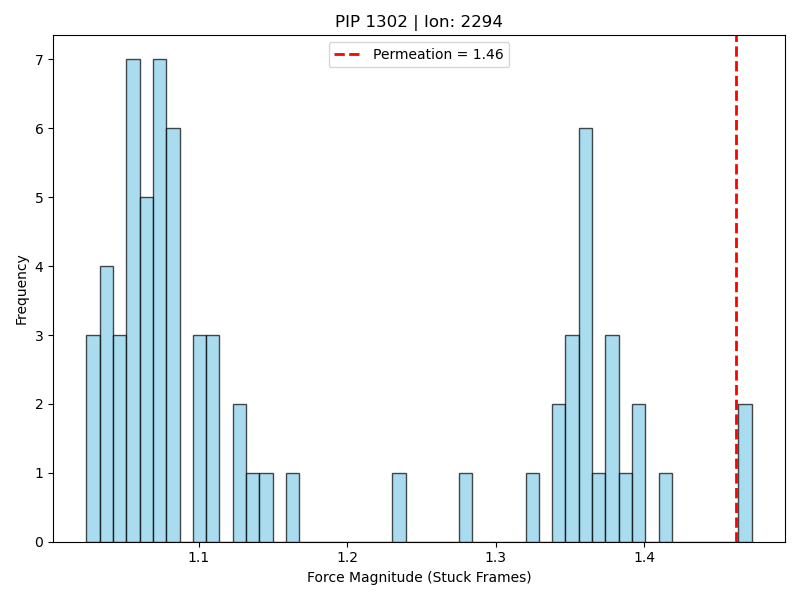 PIP 1302 | Ion: 2294
Permeation = 1.46
Frequency
7
6
5
4
3
2
1
0
1.1 1.2 1.3 1.4
Force Magnitude (Stuck Frames)